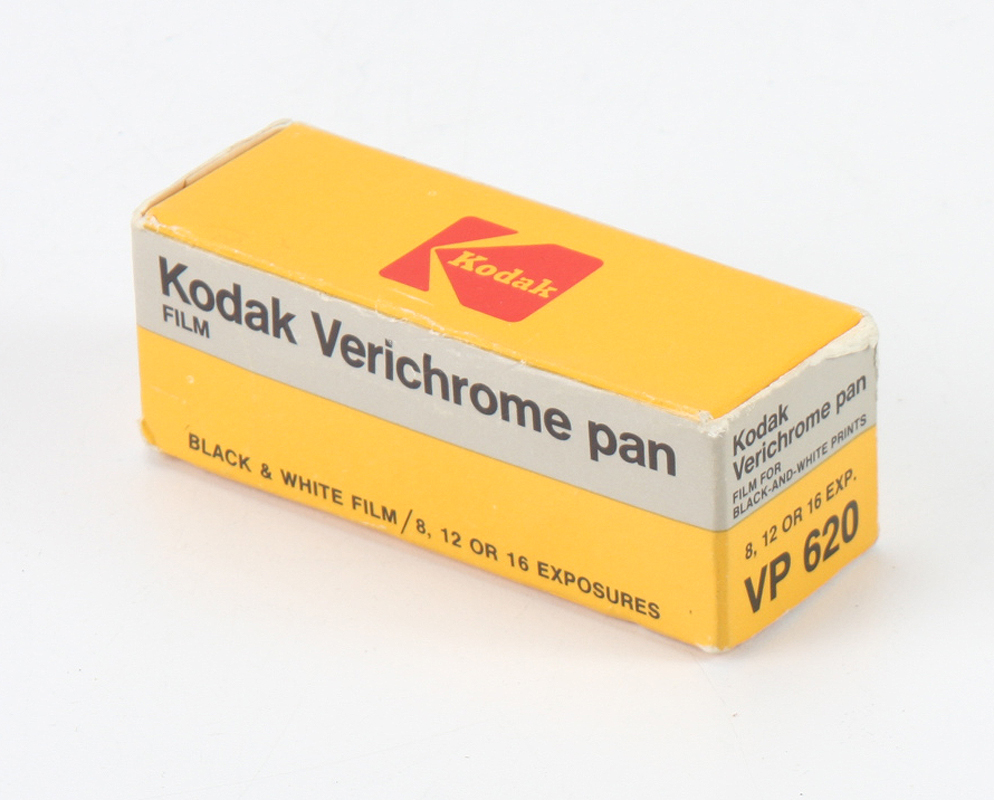 Kodak
Kodak Verichrome pan
FILM
BLACK & WHITE FILM/8, 12 OR 16 EXPOSURES
Kodak
Verichrome pan
FILM FOR
BLACK-AND-WHITE PRINTS
8, 12 OR 16 EXP.
VP 620